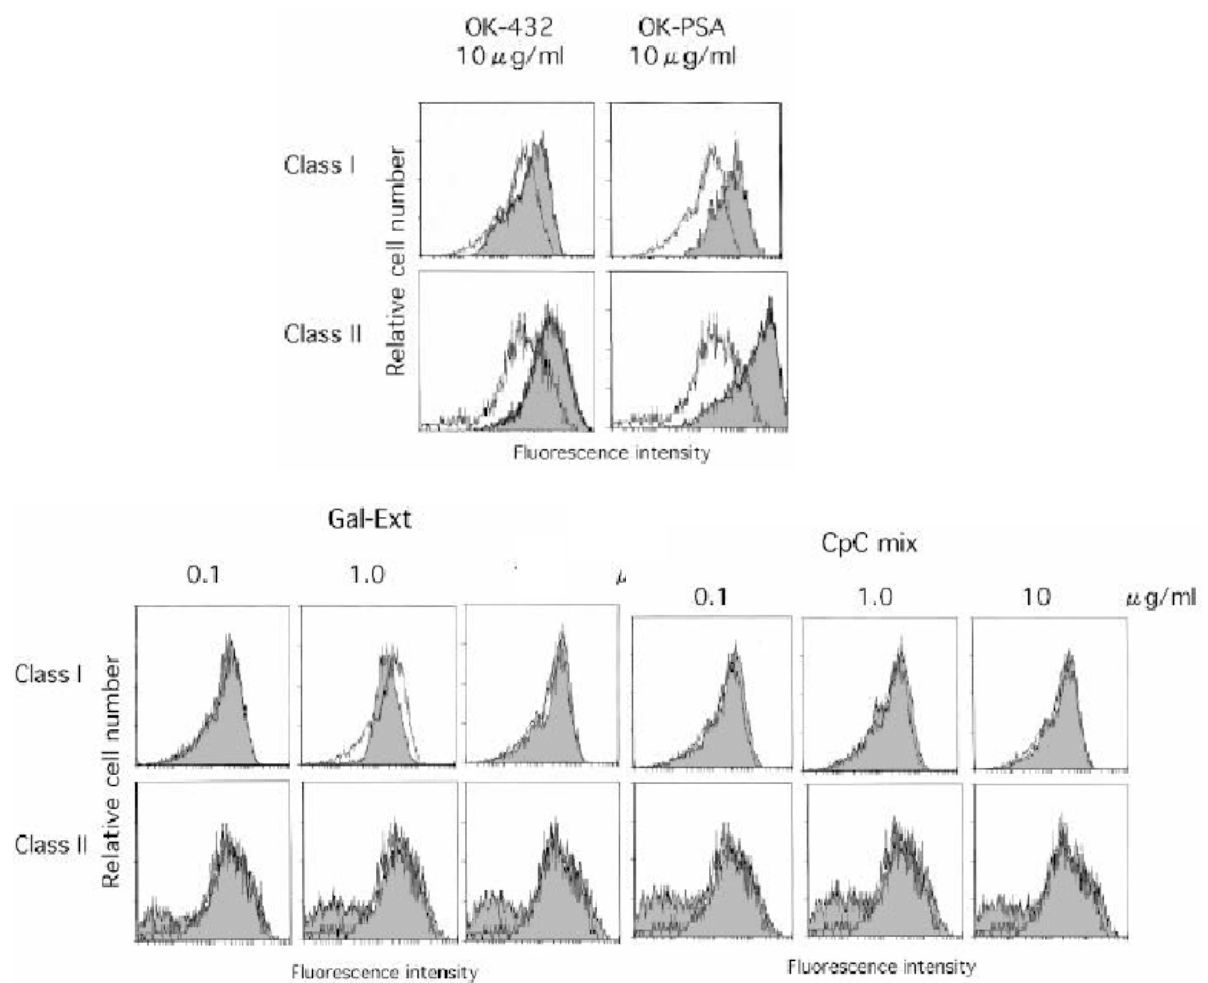 OK-432 OK-PSA
10 μg/ml 10 μg/ml
Class I
Relative cell number
Class II
Fluorescence intensity
Gal-Ext
CpC mix
0.1 1.0 μ
0.1 1.0 10 μg/ml
Class I
Relative cell number
Class II
Fluorescence intensity
Fluorescence intensity